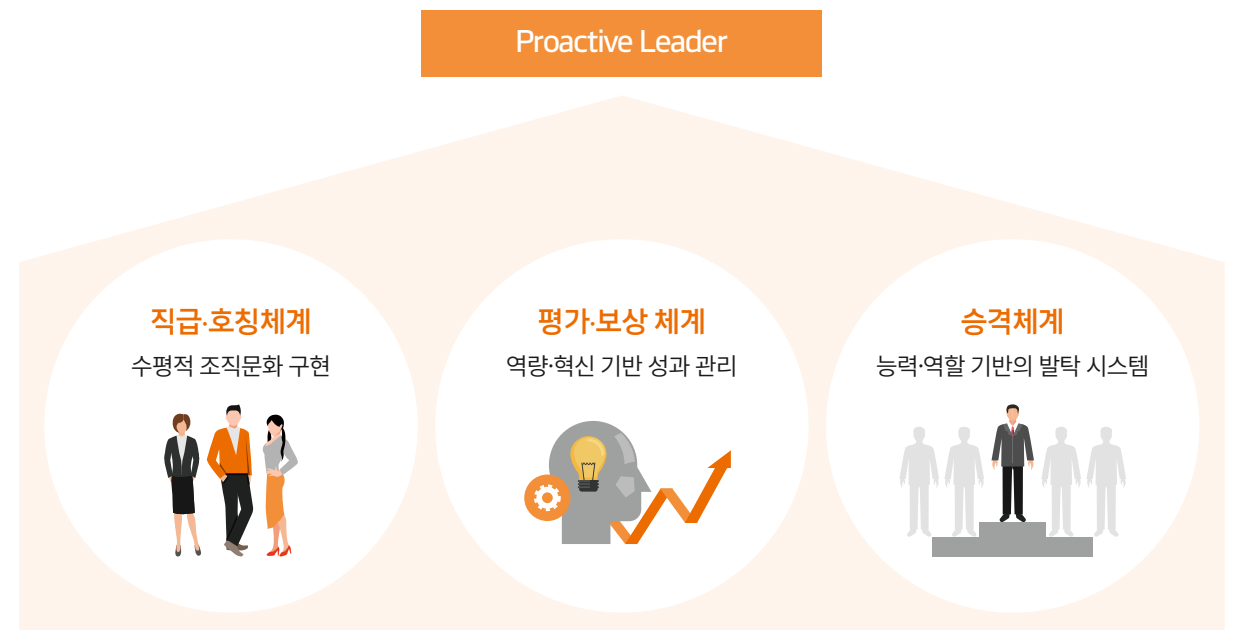 Proactive Leader
직급·호칭체계
수평적 조직문화 구현
평가·보상 체계
역량·혁신 기반 성과 관리
승격체계
능력·역할 기반의 발탁 시스템